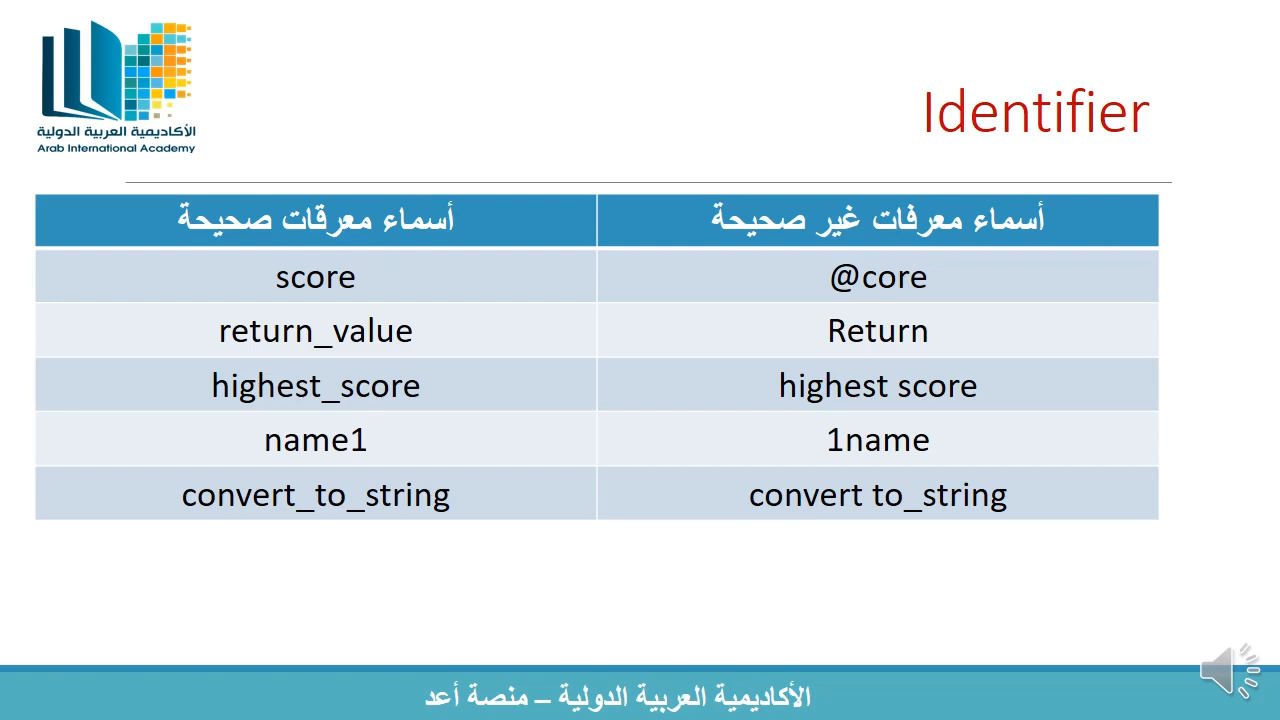 الأكاديمية العربية الدولية
Arab International Academy
Identifier
أسماء معرقات صحيحة
أسماء معرفات غير صحيحة
score
@core
return_value
Return
highest_score
highest score
name1
1name
convert_to_string
convert to_string
الأكاديمية العربية الدولية – منصة أعد